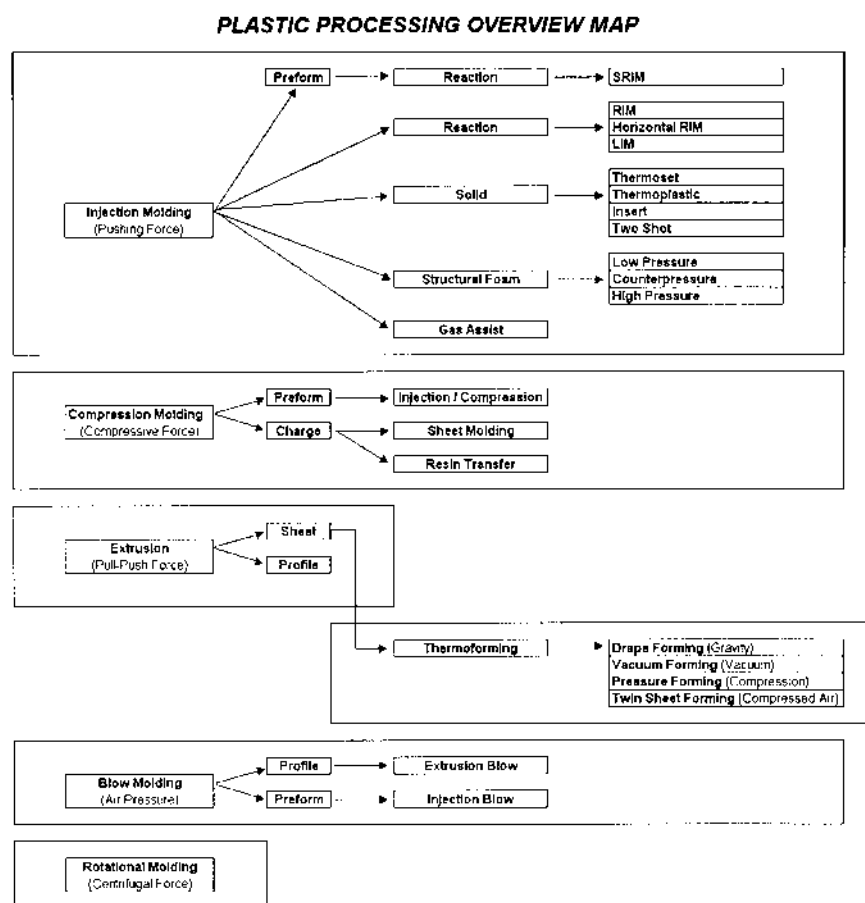 PLASTIC PROCESSING OVERVIEW MAP
Preform
Reaction
SRIM
Reaction
RIM
Horizontal RIM
LIM
Injection Molding
(Pushing Force)
Solid
Thermoset
Thermoplastic
Insert
Two Shot
Structural Foam
Low Pressure
Counterpressure
High Pressure
Gas Assist
Compression Molding
(Compressive Force)
Preform
Injection / Compression
Charge
Sheet Molding
Resin Transfer
Extrusion
(Pull-Push Force)
Sheet
Profile
Thermoforming
Drape Forming (Gravity)
Vacuum Forming (Vacuum)
Pressure Forming (Compression)
Twin Sheet Forming (Compressed Air)
Blow Molding
(Air Pressure)
Profile
Extrusion Blow
Preform
Injection Blow
Rotational Molding
(Centrifugal Force)